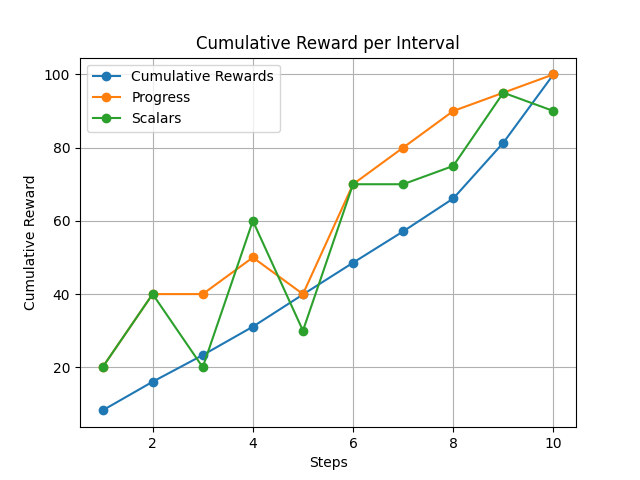 Cumulative Reward per Interval
Cumulative Rewards
Progress
Scalars
Cumulative Reward
100
80
60
40
20
2 4 6 8 10
Steps